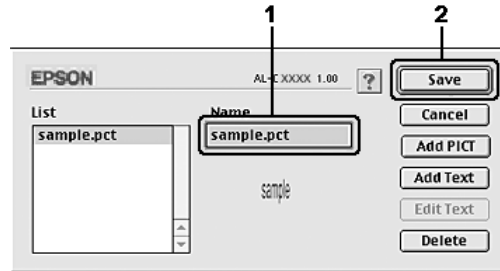 1 2
EPSON AL-C XXXX 1.00 ? Save
List Name Cancel
sample.pct sample.pct Add PICT
sample Add Text
Edit Text
Delete